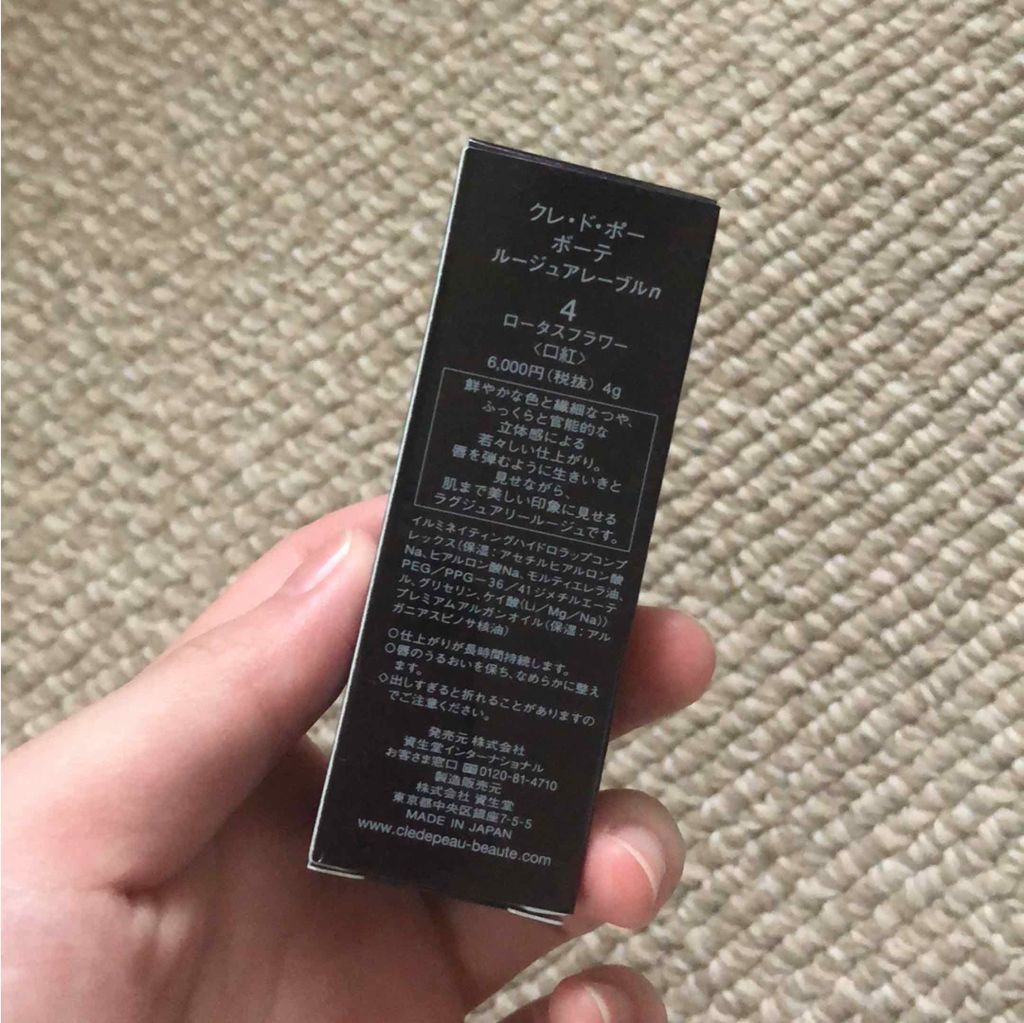 クレ・ド・ポー
ボーテ
ルージュアレーブルn
4
ロータスフラワー
〈口紅〉
6,000円(税抜) 4g
鮮やかな色と繊細なつや、
ふっくらと官能的な
立体感による
若々しい仕上がり。
唇を弾むように生きいきと
見せながら、
肌まで美しい印象に見せる
ラグジュアリールージュです。
イルミネイティングハイドロラップコンプ
レックス(保湿:アセチルヒアルロン酸
Na、ヒアルロン酸Na、モルティエレラ油、
PEG/PPG-36/41ジメチルエーテ
ル、グリセリン、ケイ酸(Li/Mg/Na))
プレミアムアルガンオイル(保湿:アル
ガニアスピノサ核油)
○仕上がりが長時間持続します。
○唇のうるおいを保ち、なめらかに整え
ます。
◇出しすぎると折れることがありますの
でご注意ください。
発売元 株式会社
資生堂インターナショナル
お客さま窓口 0120-81-4710
製造販売元
株式会社 資生堂
東京都中央区銀座7-5-5
MADE IN JAPAN
www.cledepeau-beaute.com